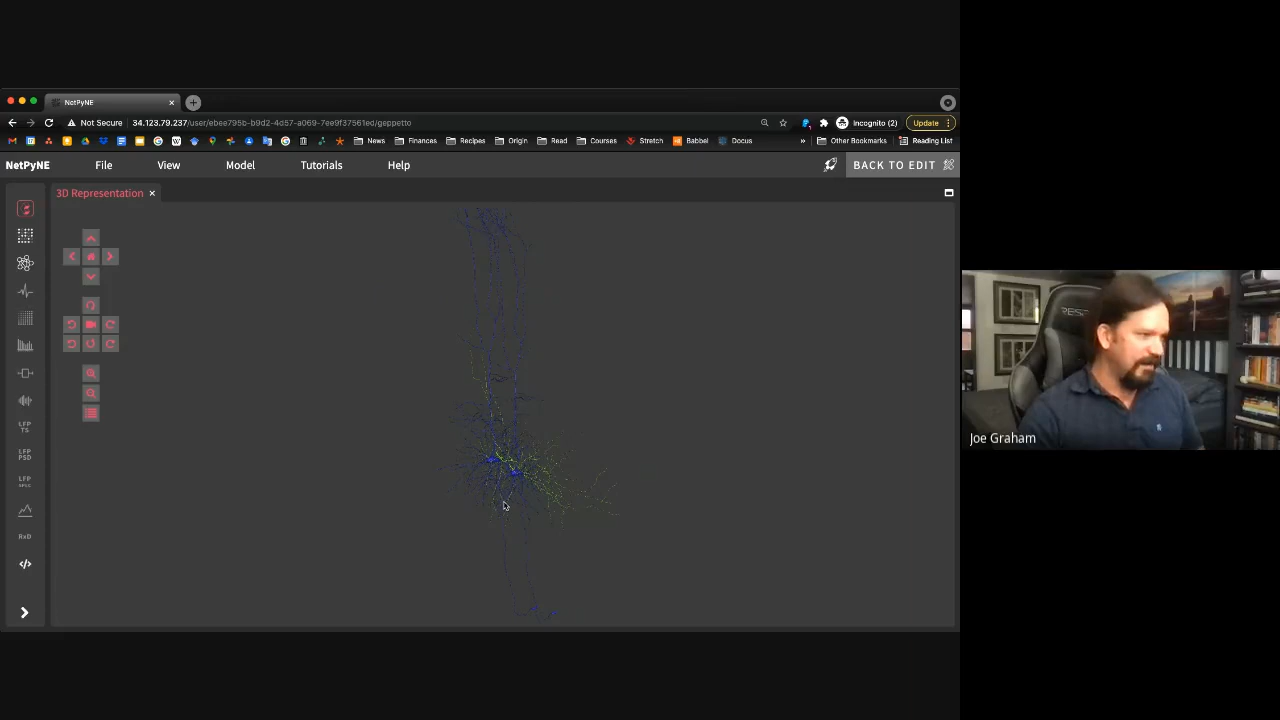 NetPyNE
Not Secure 34.123.79.237/user/ebee795b-b9d2-4d57-a069-7ee9f37561ed/geppetto Incognito (2) Update
News Finances Recipes Origin Read Courses Stretch Babbel Docus » Other Bookmarks Reading List
NetPyNE File View Model Tutorials Help BACK TO EDIT
3D Representation
LFP
TS
LFP
PSD
LFP
SPEC
RxD
</>
Joe Graham